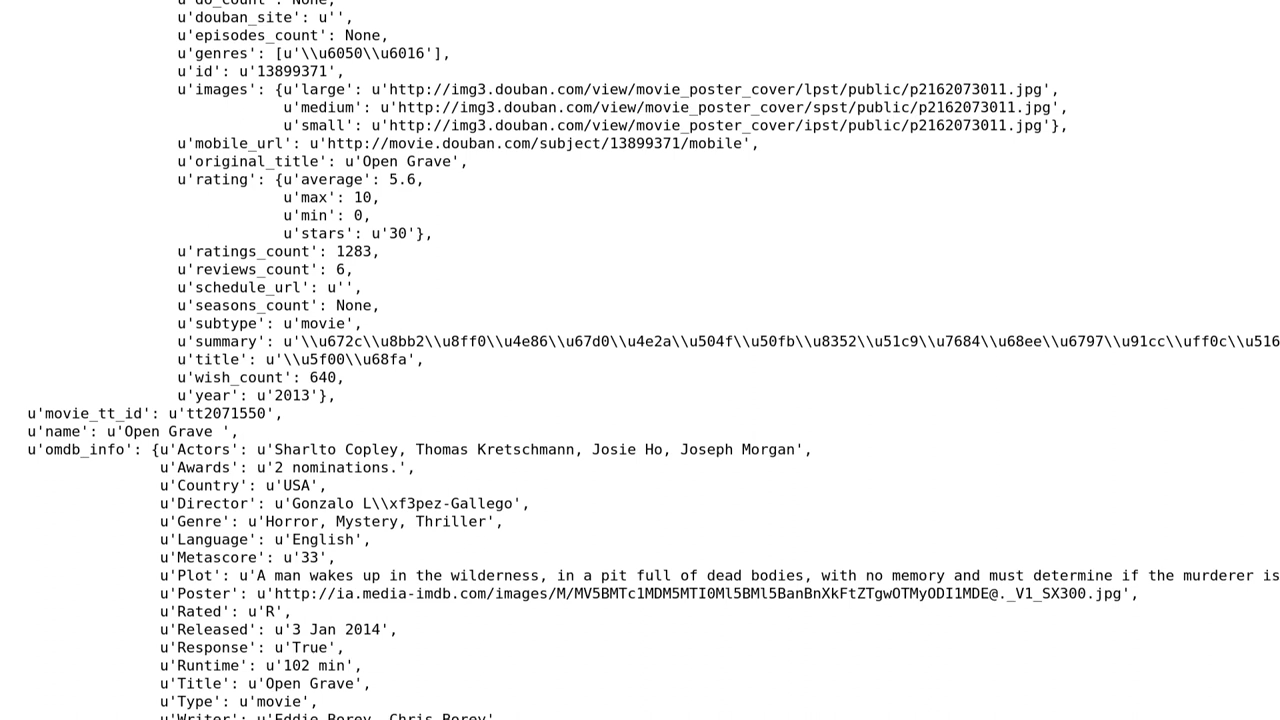 u'do_count': None,
u'douban_site': u'',
u'episodes_count': None,
u'genres': [u'\\u6050\\u6016'],
u'id': u'13899371',
u'images': {u'large': u'http://img3.douban.com/view/movie_poster_cover/lpst/public/p2162073011.jpg',
u'medium': u'http://img3.douban.com/view/movie_poster_cover/spst/public/p2162073011.jpg',
u'small': u'http://img3.douban.com/view/movie_poster_cover/ipst/public/p2162073011.jpg'},
u'mobile_url': u'http://movie.douban.com/subject/13899371/mobile',
u'original_title': u'Open Grave',
u'rating': {u'average': 5.6,
u'max': 10,
u'min': 0,
u'stars': u'30'},
u'ratings_count': 1283,
u'reviews_count': 6,
u'schedule_url': u'',
u'seasons_count': None,
u'subtype': u'movie',
u'summary': u'\\u672c\\u8bb2\\u8ff0\\u4e86\\u67d0\\u4e2a\\u504f\\u50fb\\u8352\\u51c9\\u7684\\u68ee\\u6797\\u91cc\\uff0c\\u516
u'title': u'\\u5f00\\u68fa',
u'wish_count': 640,
u'year': u'2013'},
u'movie_tt_id': u'tt2071550',
u'name': u'Open Grave ',
u'omdb_info': {u'Actors': u'Sharlto Copley, Thomas Kretschmann, Josie Ho, Joseph Morgan',
u'Awards': u'2 nominations.',
u'Country': u'USA',
u'Director': u'Gonzalo L\\xf3pez-Gallego',
u'Genre': u'Horror, Mystery, Thriller',
u'Language': u'English',
u'Metascore': u'33',
u'Plot': u'A man wakes up in the wilderness, in a pit full of dead bodies, with no memory and must determine if the murderer is
u'Poster': u'http://ia.media-imdb.com/images/M/MV5BMTc1MDM5MTI0Ml5BMl5BanBnXkFtZTgwOTMyODI1MDE@._V1_SX300.jpg',
u'Rated': u'R',
u'Released': u'3 Jan 2014',
u'Response': u'True',
u'Runtime': u'102 min',
u'Title': u'Open Grave',
u'Type': u'movie',
u'Writer': u'Eddie Borey, Chris Borey',